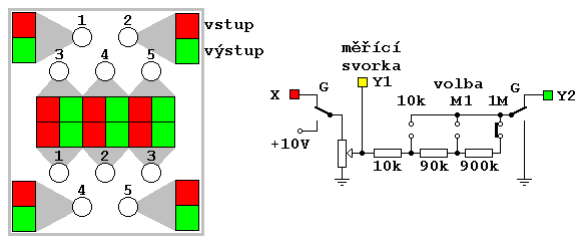 1 2
vstup
výstup
3 4 5
1 2 3
4 5
měřící
svorka
Y1
volba
X G
10k M1 1M
G
Y2
+10V
10k 90k 900k